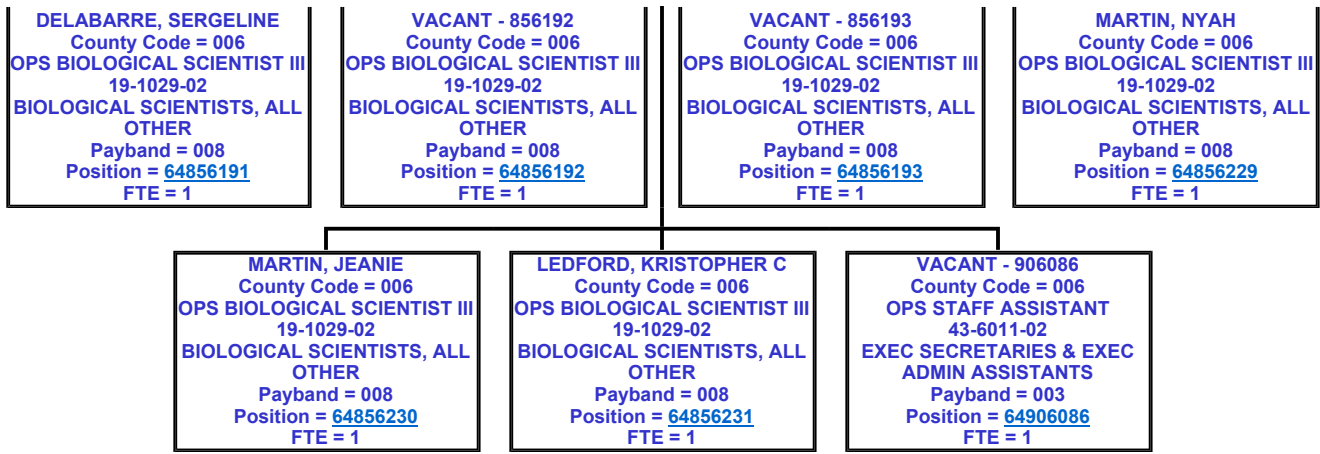 DELABARRE, SERGELINE
County Code = 006
OPS BIOLOGICAL SCIENTIST III
19-1029-02
BIOLOGICAL SCIENTISTS, ALL
OTHER
Payband = 008
Position = 64856191
FTE = 1
VACANT - 856192
County Code = 006
OPS BIOLOGICAL SCIENTIST III
19-1029-02
BIOLOGICAL SCIENTISTS, ALL
OTHER
Payband = 008
Position = 64856192
FTE = 1
VACANT - 856193
County Code = 006
OPS BIOLOGICAL SCIENTIST III
19-1029-02
BIOLOGICAL SCIENTISTS, ALL
OTHER
Payband = 008
Position = 64856193
FTE = 1
MARTIN, NYAH
County Code = 006
OPS BIOLOGICAL SCIENTIST III
19-1029-02
BIOLOGICAL SCIENTISTS, ALL
OTHER
Payband = 008
Position = 64856229
FTE = 1
MARTIN, JEANIE
County Code = 006
OPS BIOLOGICAL SCIENTIST III
19-1029-02
BIOLOGICAL SCIENTISTS, ALL
OTHER
Payband = 008
Position = 64856230
FTE = 1
LEDFORD, KRISTOPHER C
County Code = 006
OPS BIOLOGICAL SCIENTIST III
19-1029-02
BIOLOGICAL SCIENTISTS, ALL
OTHER
Payband = 008
Position = 64856231
FTE = 1
VACANT - 906086
County Code = 006
OPS STAFF ASSISTANT
43-6011-02
EXEC SECRETARIES & EXEC
ADMIN ASSISTANTS
Payband = 003
Position = 64906086
FTE = 1